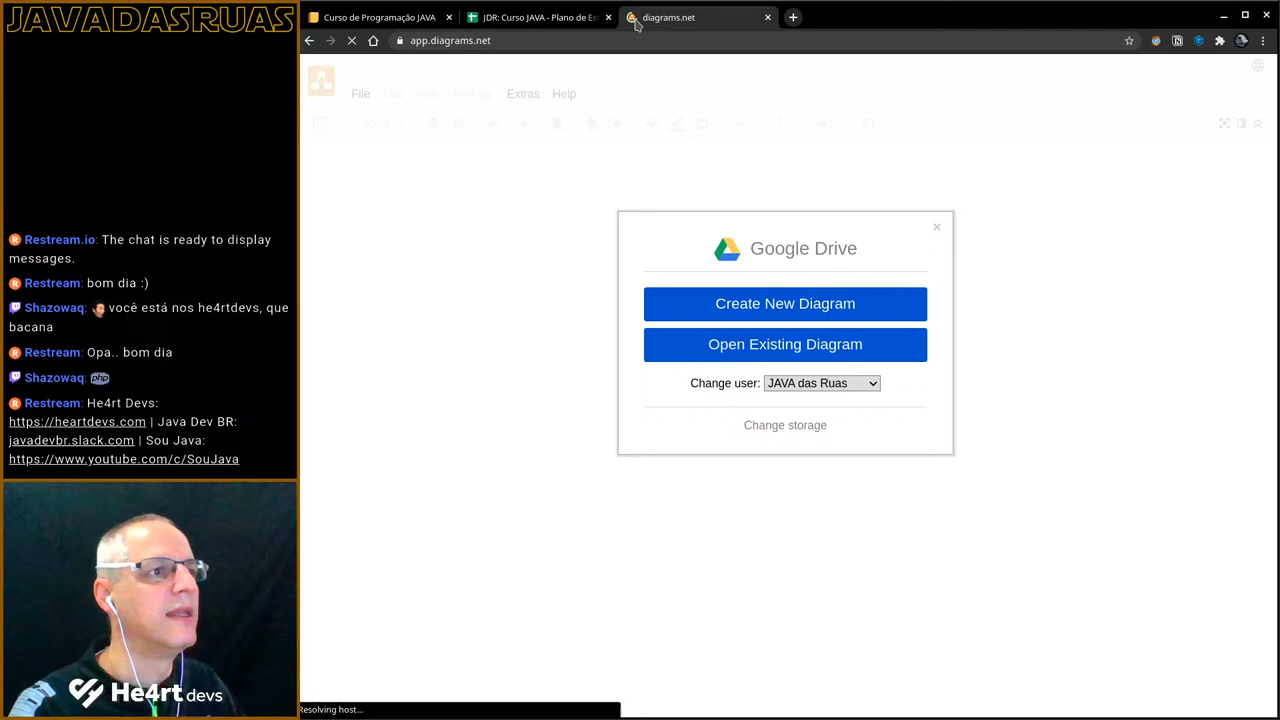 JAVADASRUAS
Curso de Programação JAVA
JDR: Curso JAVA - Plano de Es
diagrams.net
app.diagrams.net
File
Edit
View
Arrange
Extras
Help
100%
Google Drive
Create New Diagram
Open Existing Diagram
Change user: JAVA das Ruas
Change storage
Restream.io: The chat is ready to display
messages.
Restream: bom dia :)
Shazowaq: você está nos he4rtdevs, que
bacana
Restream: Opa.. bom dia
Shazowaq: php
Restream: He4rt Devs:
https://heartdevs.com | Java Dev BR:
javadevbr.slack.com | Sou Java:
https://www.youtube.com/c/SouJava
He4rt devs
Resolving host...